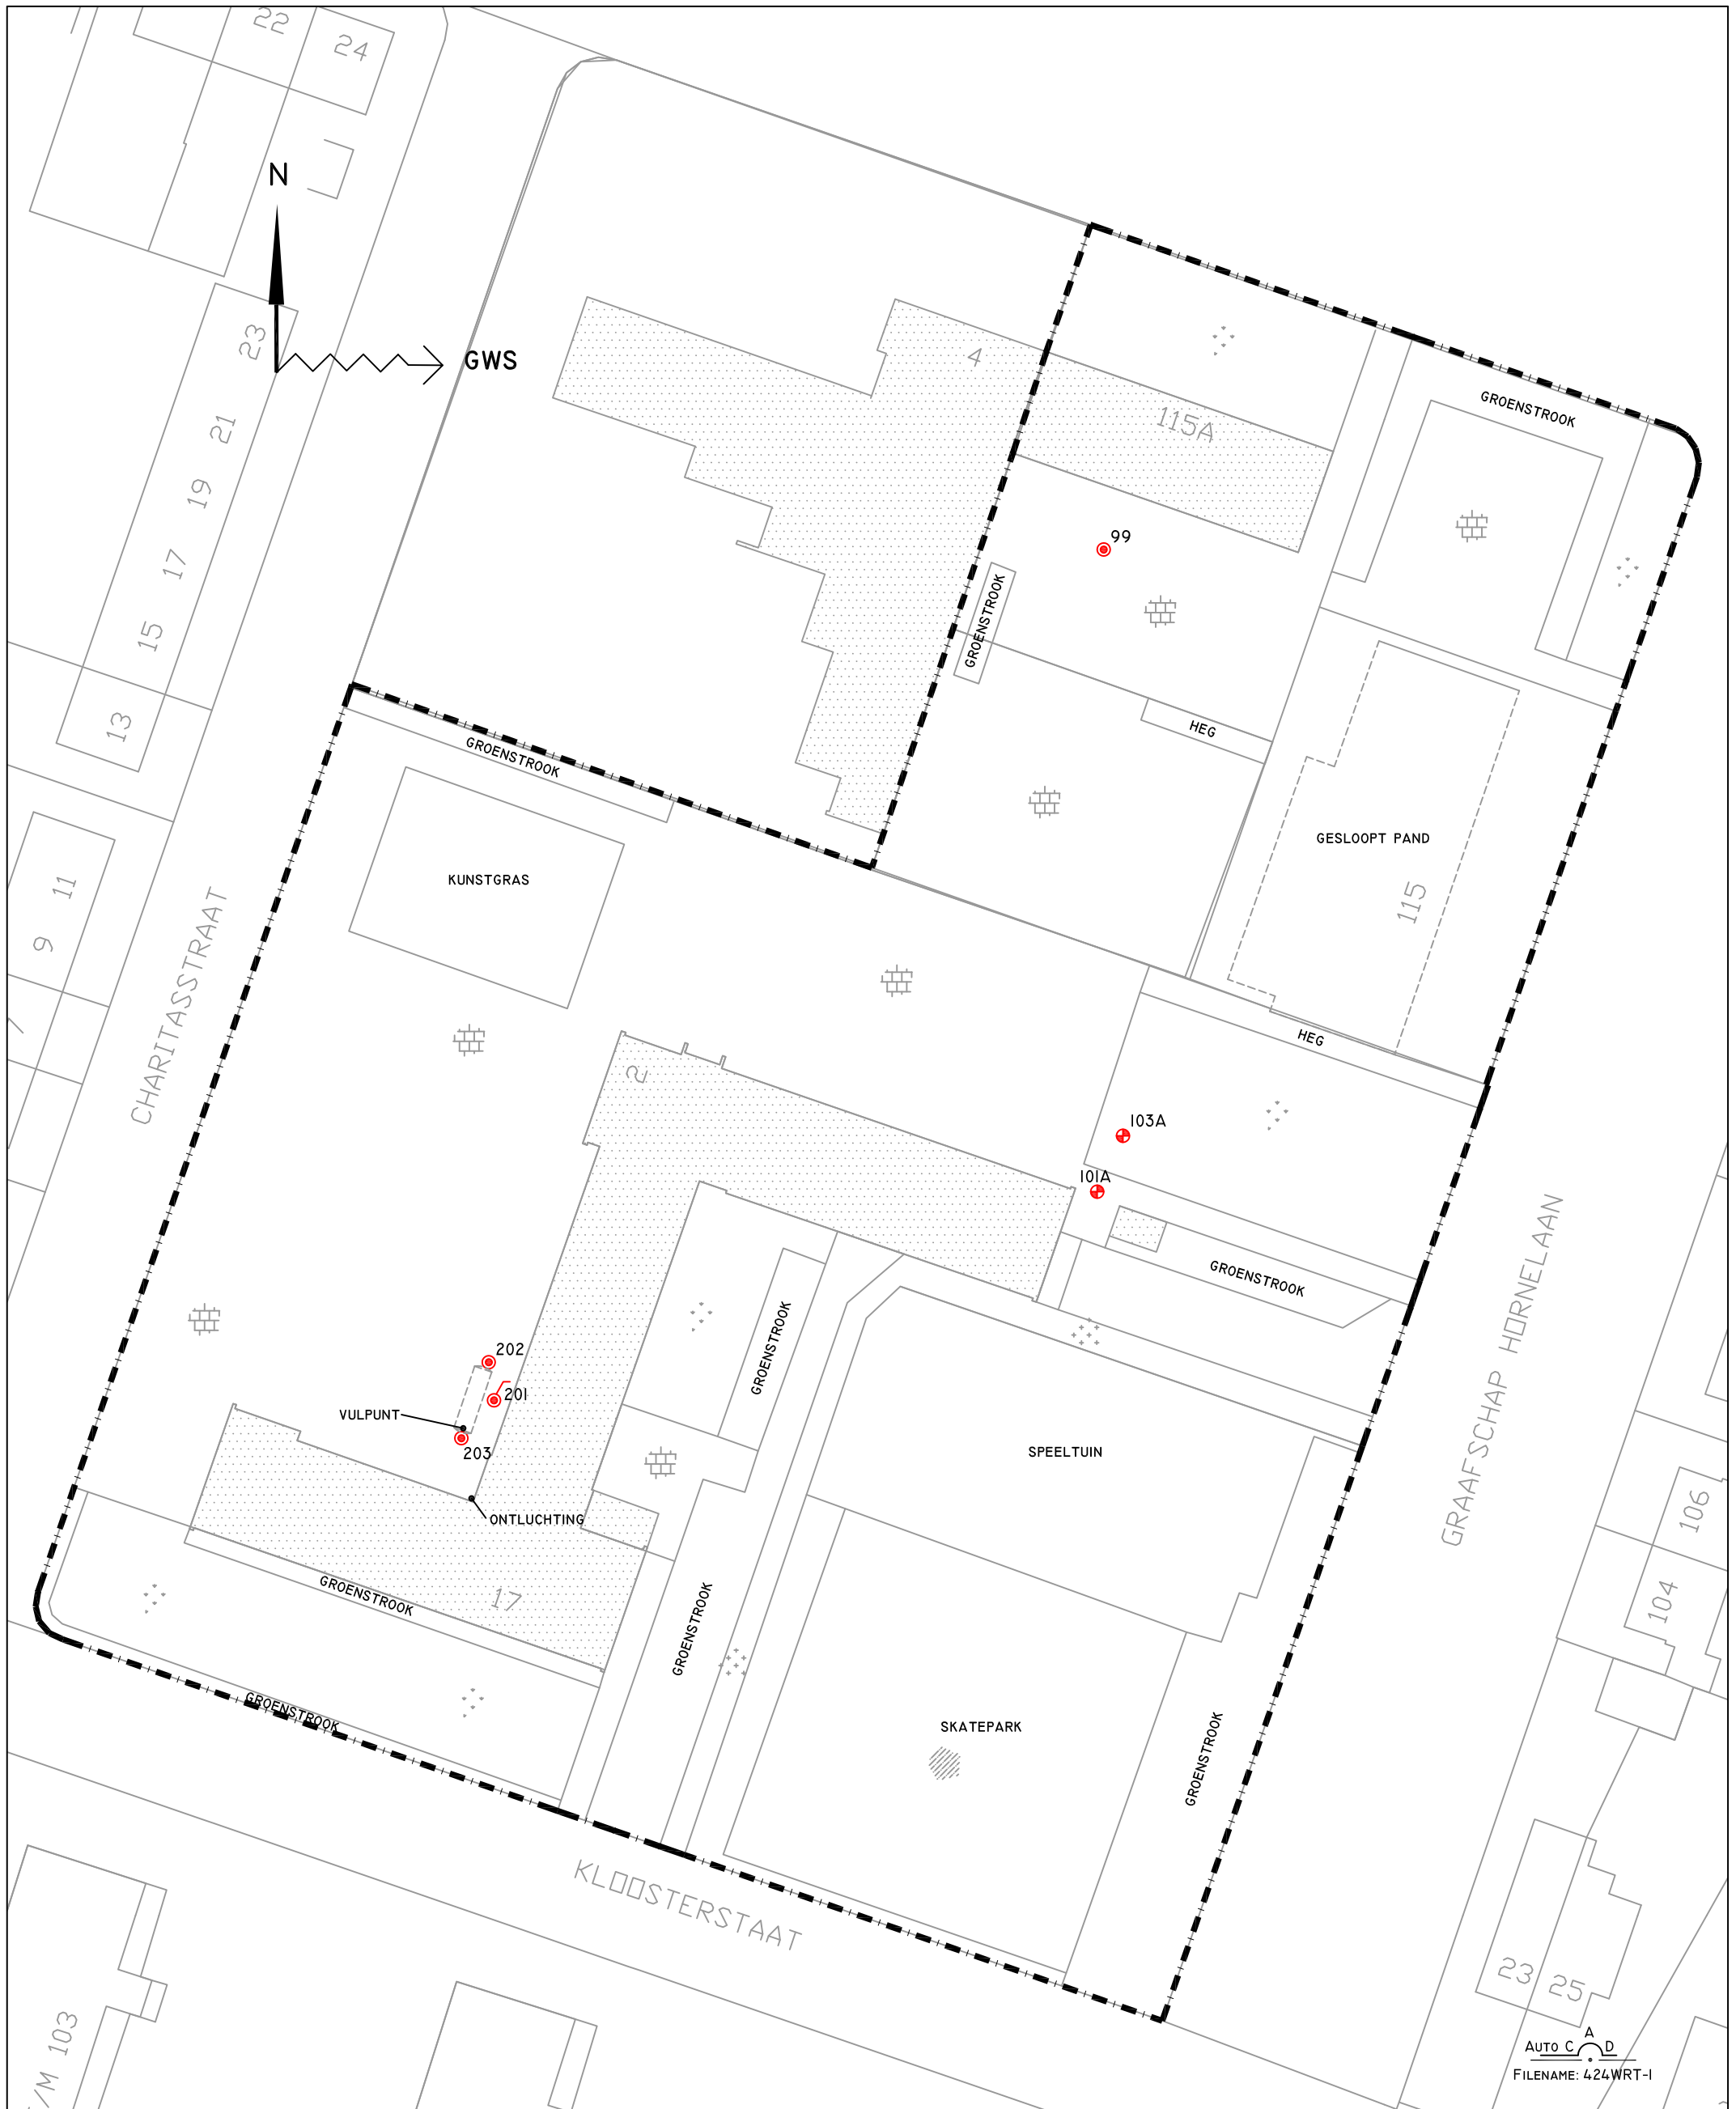 22
24
N
23
GWS
4
115A
GROENSTROOK
21
19
99
17
GROENSTROOK
15
13
HEG
GROENSTROOK
GESLOOPT PAND
KUNSTGRAS
11
115
9
CHARITASSTRAAT
7
HEG
2
103A
101A
GROENSTROOK
GRAAFSCHAP HORNELAAN
GROENSTROOK
202
201
VULPUNT
203
SPEELTUIN
ONTLUCHTING
106
GROENSTROOK
17
104
GROENSTROOK
GROENSTROOK
SKATEPARK
GROENSTROOK
KLOOSTERSTAAT
23
25
T/M 103
A
AUTO C D
FILENAME: 424WRT-1